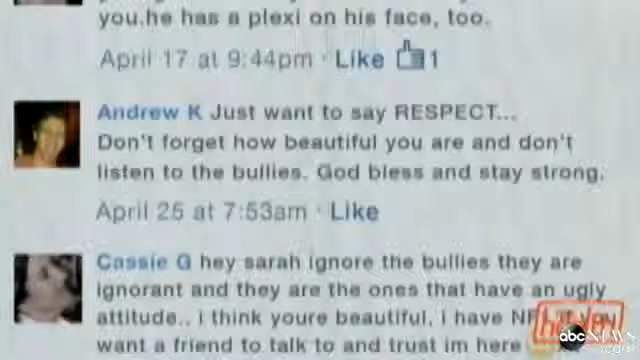 you.he has a plexi on his face, too.
April 17 at 9:44pm · Like 1
Andrew K Just want to say RESPECT...
Don't forget how beautiful you are and don't
listen to the bullies. God bless and stay strong.
April 25 at 7:53am · Like
Cassie G hey sarah ignore the bullies they are
ignorant and they are the ones that have an ugly
attitude.. i think youre beautiful, i have NF you
want a friend to talk to and trust im here
abc NEWS
.com